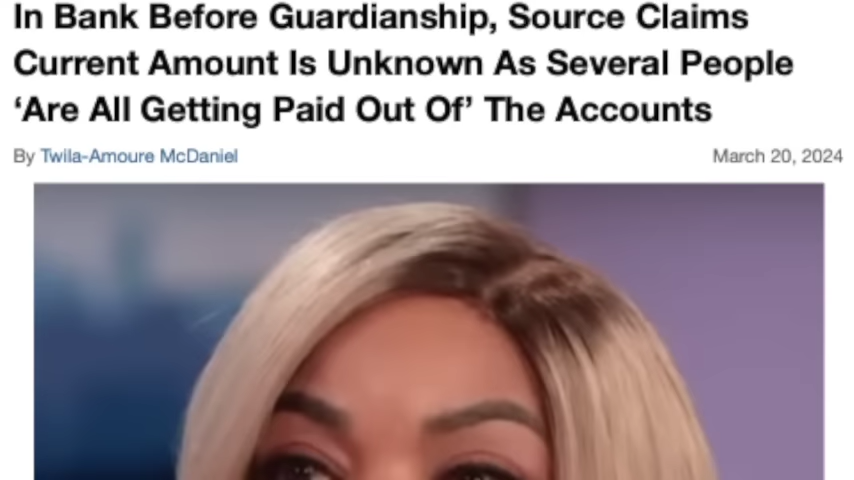 In Bank Before Guardianship, Source Claims
Current Amount Is Unknown As Several People
‘Are All Getting Paid Out Of’ The Accounts
By Twila-Amoure McDaniel
March 20, 2024